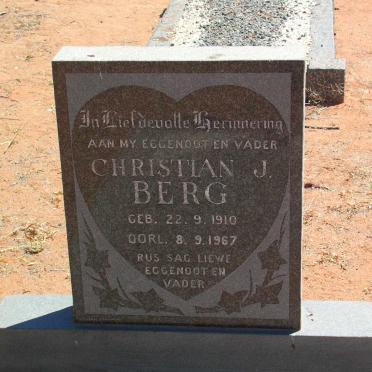 In Liefdevolle Herinnering
AAN MY EGGENOOT EN VADER
CHRISTIAN J.
BERG
GEB. 22.9.1910
OORL. 8.9.1967
RUS SAG LIEWE
EGGENOOT EN
VADER